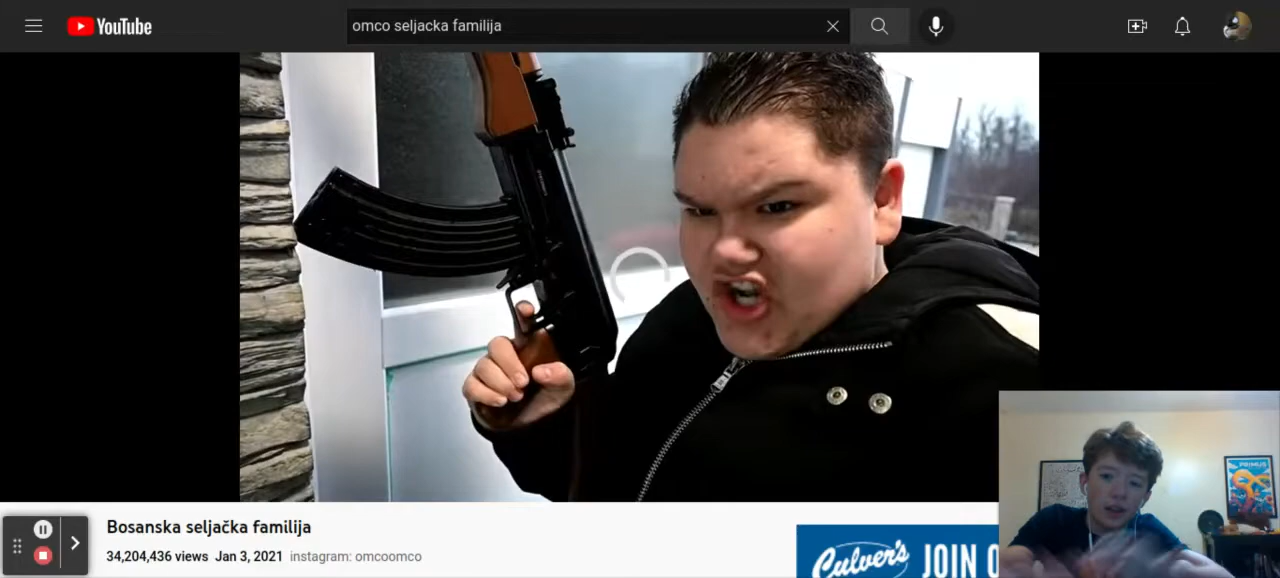 YouTube
omco seljacka familija
Bosanska seljačka familija
34,204,436 views Jan 3, 2021 instagram: omcoomco
Culver's JOIN O
PRIMUS